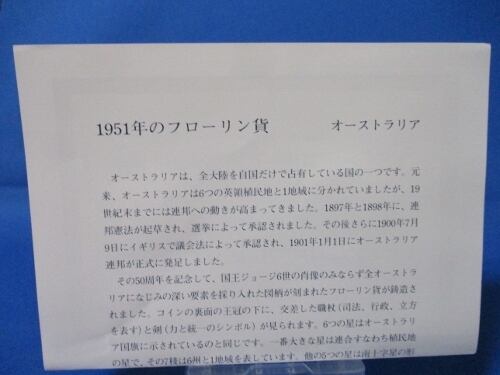 1951年のフローリン貨 オーストラリア
オーストラリアは、全大陸を自国だけで占有している国の一つです。元
来、オーストラリアは6つの英領植民地と1地域に分かれていましたが、19
世紀末までには連邦への動きが高まってきました。1897年と1898年に、連
邦憲法が起草され、選挙によって承認されました。その後さらに1900年7月
9日にイギリスで議会法によって承認され、1901年1月1日にオーストラリア
連邦が正式に発足しました。
その50周年を記念して、国王ジョージ6世の肖像のみならず全オーストラ
リアになじみの深い要素を採り入れた図柄が刻まれたフローリン貨が鋳造さ
れました。コインの裏面の王冠の下に、交差した職杖(司法、行政、立方
を表す)と剣(力と統一のシンボル)が見られます。6つの星はオーストラリ
ア国旗に示されているのと同じです。一番大きな星は連合すなわち植民地
の星で、その7稜は6州と1地域を表しています。他の5つの星は南十字星の形